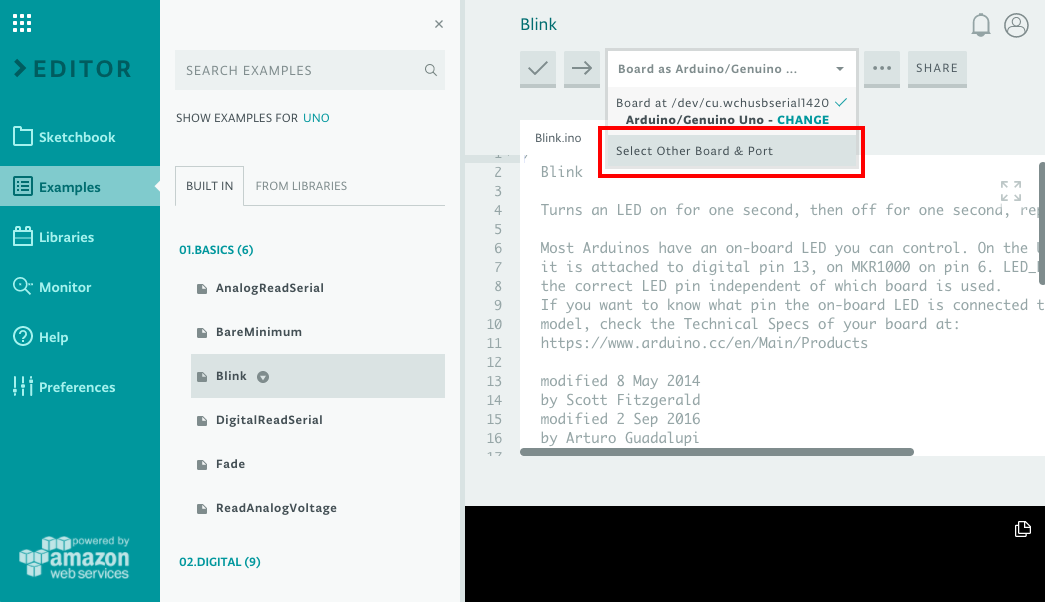 EDITOR
Sketchbook
Examples
Libraries
Monitor
Help
Preferences
powered by
amazon
web services
×
SEARCH EXAMPLES
SHOW EXAMPLES FOR UNO
BUILT IN
FROM LIBRARIES
01.BASICS (6)
AnalogReadSerial
BareMinimum
Blink
DigitalReadSerial
Fade
ReadAnalogVoltage
02.DIGITAL (9)
Blink
Board as Arduino/Genuino ...
SHARE
Board at /dev/cu.wchusbserial1420
Arduino/Genuino Uno - CHANGE
Select Other Board & Port
Blink.ino
1 /
2 Blink
3
4 Turns an LED on for one second, then off for one second, rep
5
6 Most Arduinos have an on-board LED you can control. On the U
7 it is attached to digital pin 13, on MKR1000 on pin 6. LED_
8 the correct LED pin independent of which board is used.
9 If you want to know what pin the on-board LED is connected t
10 model, check the Technical Specs of your board at:
11 https://www.arduino.cc/en/Main/Products
12
13 modified 8 May 2014
14 by Scott Fitzgerald
15 modified 2 Sep 2016
16 by Arturo Guadalupi
17